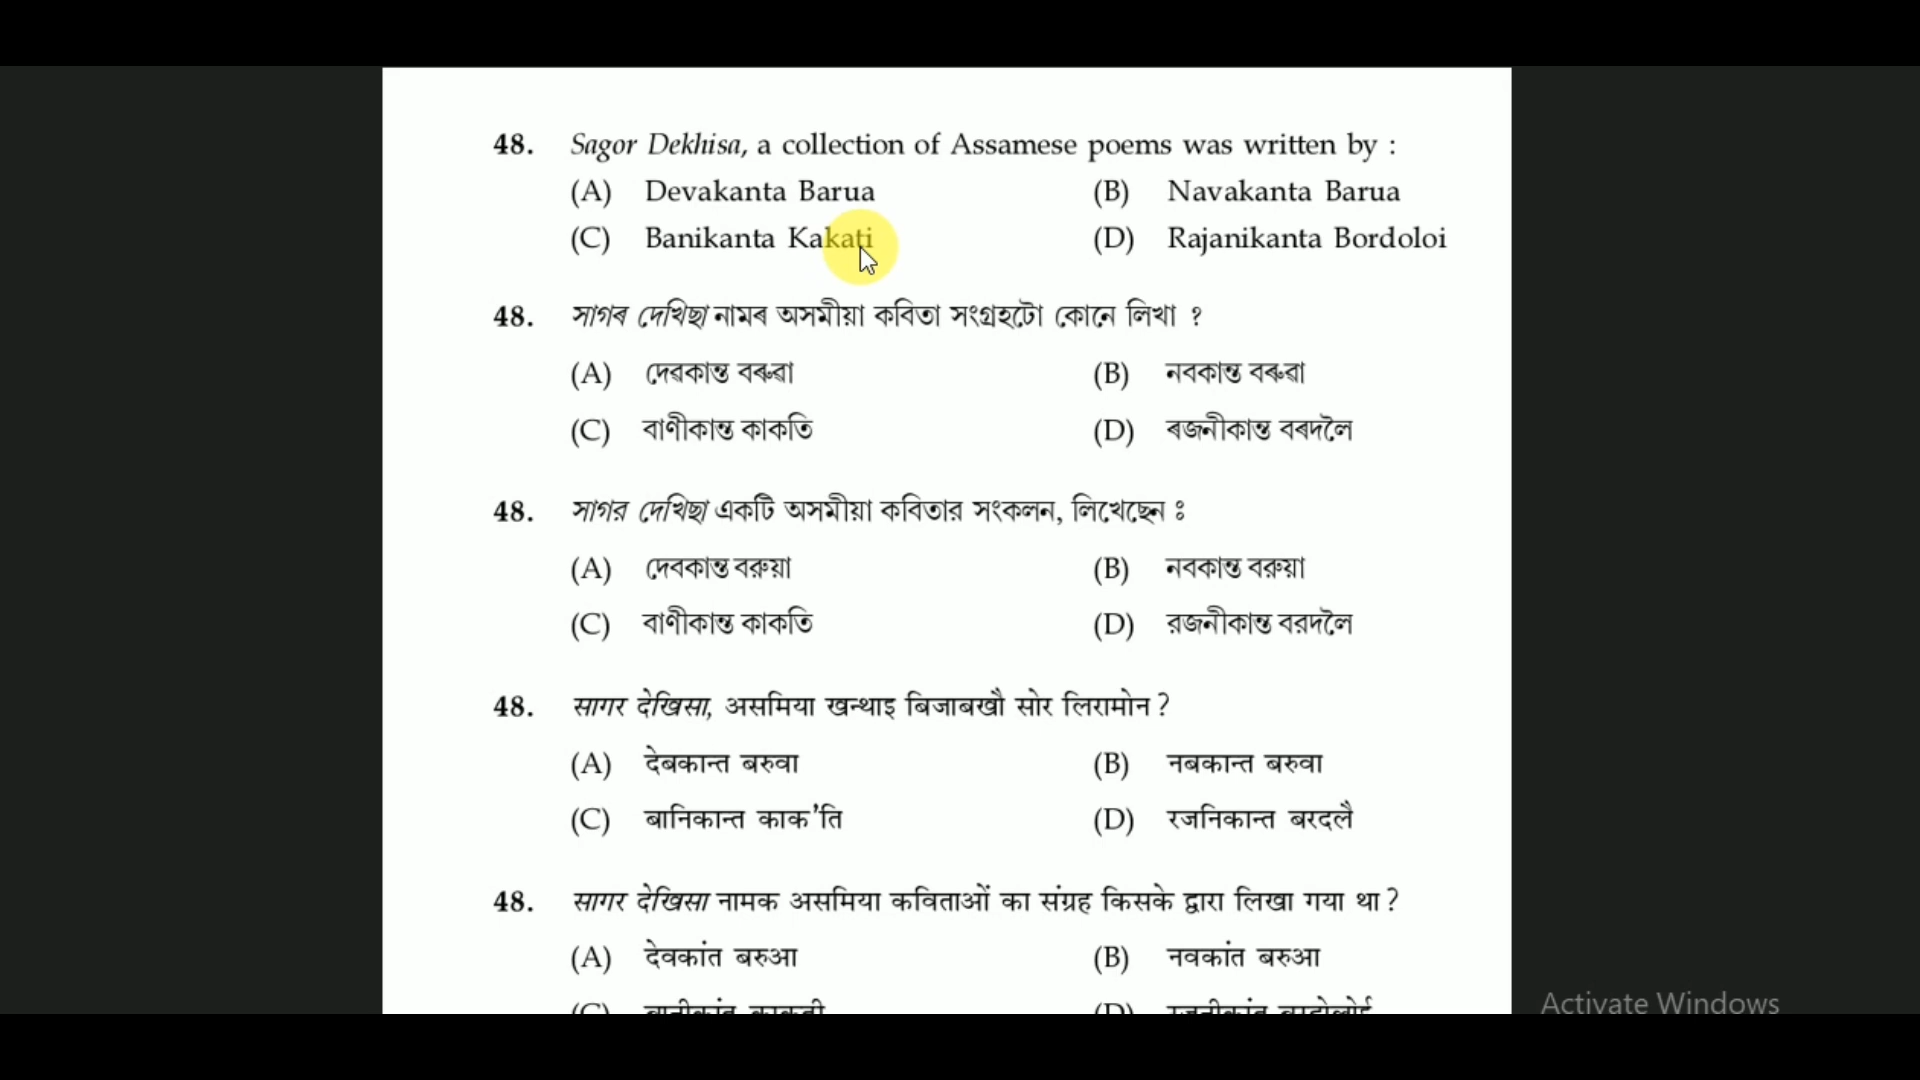 48. Sagor Dekhisa, a collection of Assamese poems was written by :
(A) Devakanta Barua (B) Navakanta Barua
(C) Banikanta Kakati (D) Rajanikanta Bordoloi
48. সাগৰ দেখিছা নামৰ অসমীয়া কবিতা সংগ্ৰহটো কোনে লিখা ?
(A) দেৱকান্ত বৰুৱা (B) নবকান্ত বৰুৱা
(C) বাণীকান্ত কাকতি (D) ৰজনীকান্ত বৰদলৈ
48. সাগর দেখিছা একটি অসমীয়া কবিতার সংকলন, লিখেছেন ঃ
(A) দেবকান্ত বরুয়া (B) নবকান্ত বরুয়া
(C) বাণীকান্ত কাকতি (D) রজনীকান্ত বরদলৈ
48. सागर देखिसा, असमिया खन्थाइ बिजाबखौ सोर लिरामोन ?
(A) देबकान्त बरुवा (B) नबकान्त बरुवा
(C) बानिकान्त काक'ति (D) रजनिकान्त बरदलै
48. सागर देखिसा नामक असमिया कविताओं का संग्रह किसके द्वारा लिखा गया था ?
(A) देवकांत बरुआ (B) नवकांत बरुआ
(C) (D)
Activate Windows